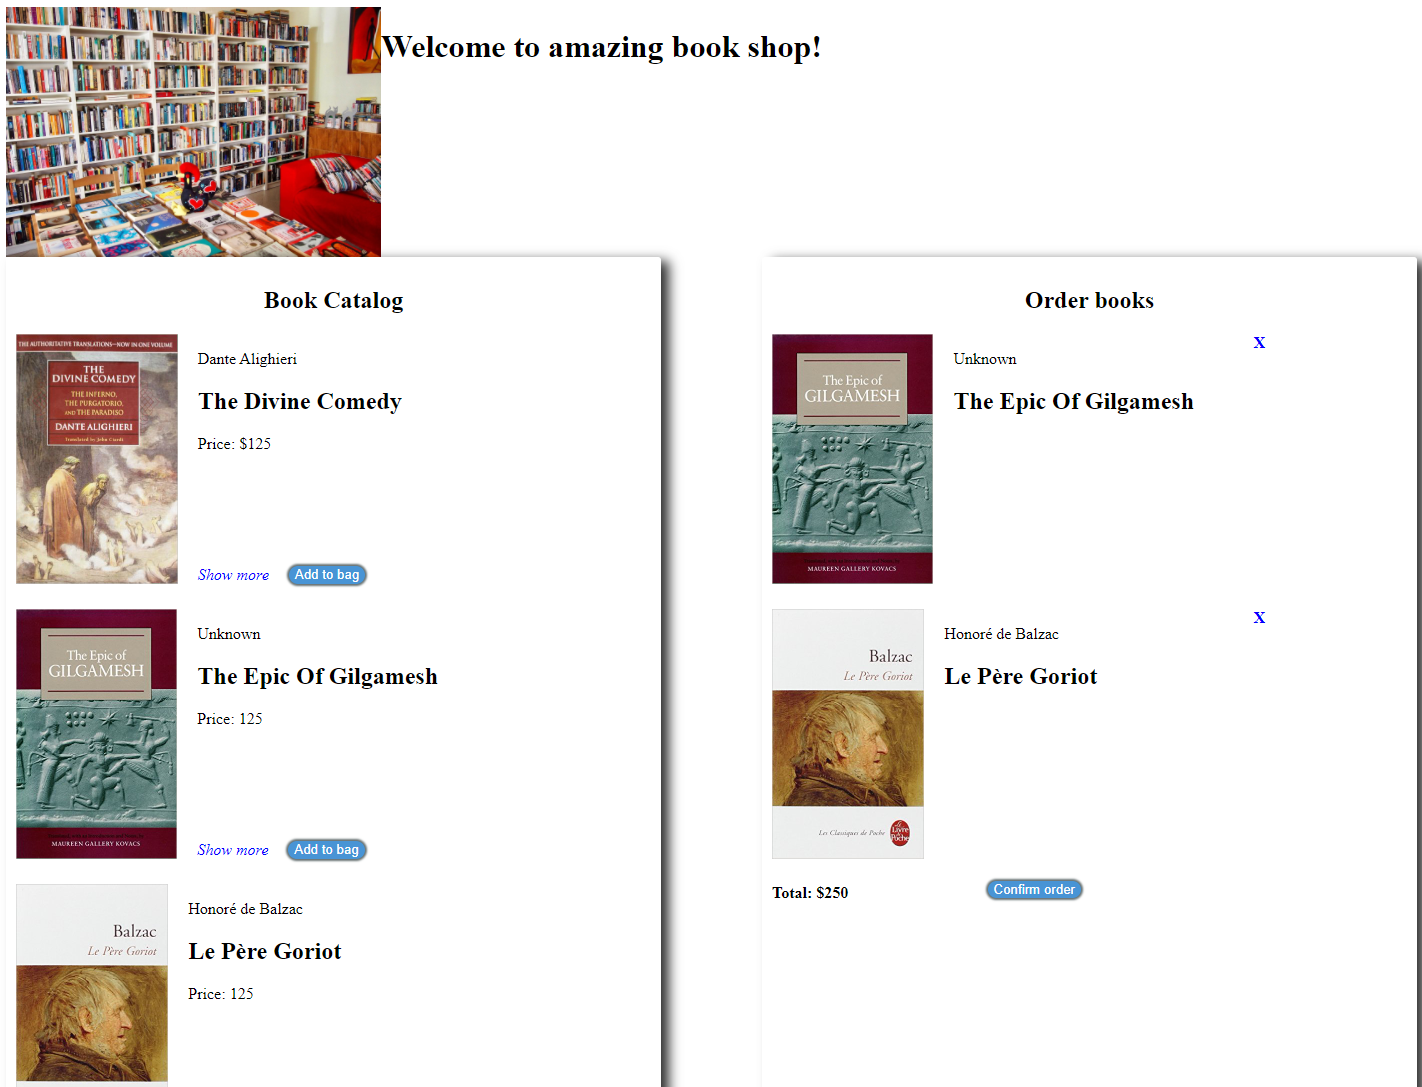 Welcome to amazing book shop!
Book Catalog
THE AUTHORITATIVE TRANSLATIONS—NOW IN ONE VOLUME
THE
DIVINE COMEDY
THE INFERNO,
THE PURGATORIO,
AND THE PARADISO
DANTE ALIGHIERI
Translated by John Ciardi
Dante Alighieri
The Divine Comedy
Price: $125
Show more
Add to bag
The Epic of
GILGAMESH
MAUREEN GALLERY KOVACS
Unknown
The Epic Of Gilgamesh
Price: 125
Show more
Add to bag
Balzac
Le Père Goriot
Honoré de Balzac
Le Père Goriot
Price: 125
Order books
The Epic of
GILGAMESH
MAUREEN GALLERY KOVACS
Unknown
The Epic Of Gilgamesh
X
Balzac
Le Père Goriot
Les Classiques de Poche
Le Livre
de Poche
Honoré de Balzac
Le Père Goriot
X
Total: $250
Confirm order